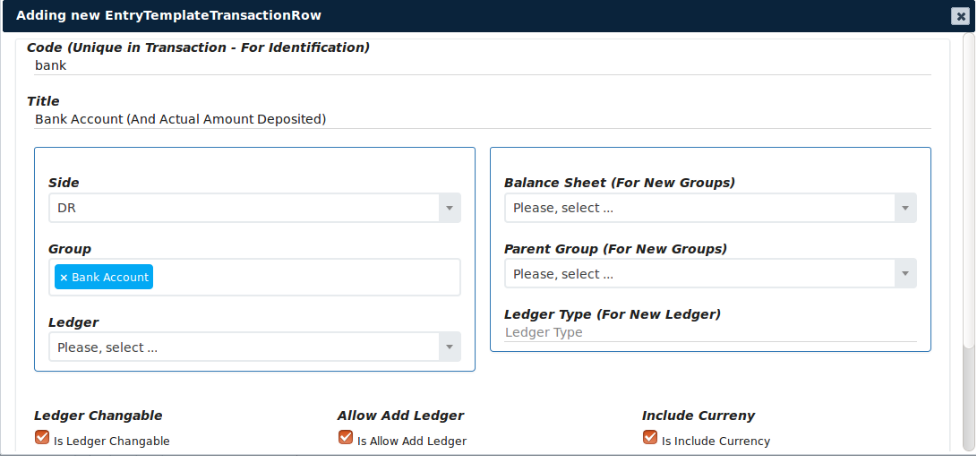 Adding new EntryTemplateTransactionRow
Code (Unique in Transaction - For Identification)
bank
Title
Bank Account (And Actual Amount Deposited)
Side
DR
Group
× Bank Account
Ledger
Please, select ...
Balance Sheet (For New Groups)
Please, select ...
Parent Group (For New Groups)
Please, select ...
Ledger Type (For New Ledger)
Ledger Type
Ledger Changable
Is Ledger Changable
Allow Add Ledger
Is Allow Add Ledger
Include Curreny
Is Include Currency